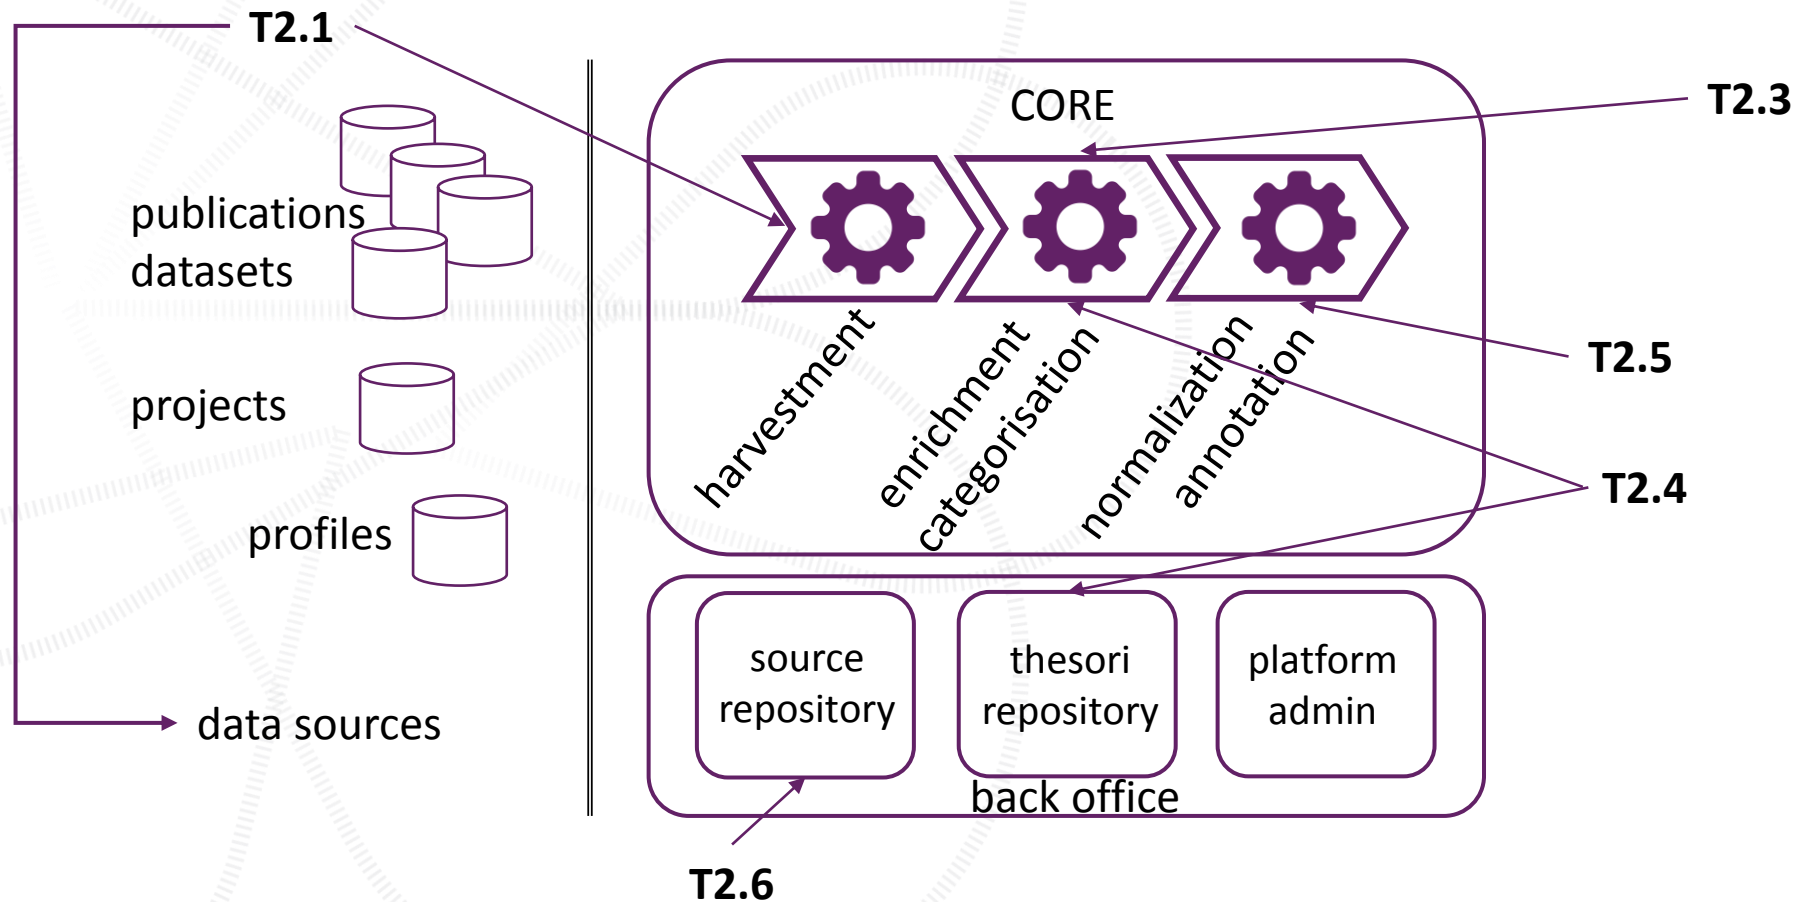 T2.1
CORE
T2.3
publications
datasets
projects
profiles
data sources
harvestment
enrichment
categorisation
normalization
annotation
T2.5
T2.4
source
repository
thesori
repository
platform
admin
back office
T2.6